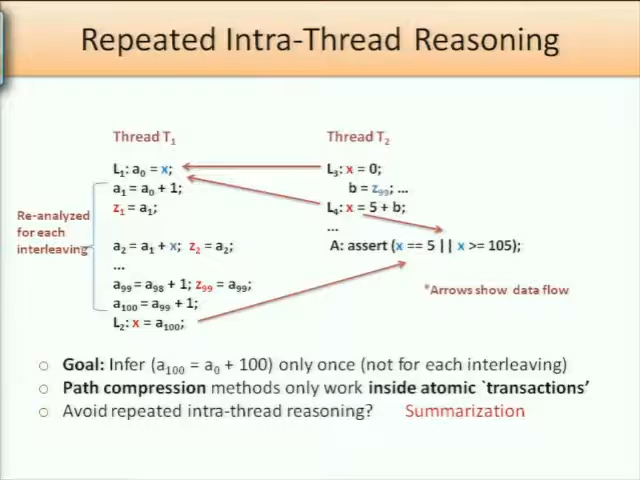 Repeated Intra-Thread Reasoning
Thread T₁
L₁: a₀ = x;
a₁ = a₀ + 1;
z₁ = a₁;
a₂ = a₁ + x; z₂ = a₂;
...
a₉₉ = a₉₈ + 1; z₉₉ = a₉₉;
a₁₀₀ = a₉₉ + 1;
L₂: x = a₁₀₀;
Re-analyzed
for each
interleaving
Thread T₂
L₃: x = 0;
b = z₉₉; ...
L₄: x = 5 + b;
...
A: assert (x == 5 || x >= 105);
*Arrows show data flow
○ Goal: Infer (a₁₀₀ = a₀ + 100) only once (not for each interleaving)
○ Path compression methods only work inside atomic `transactions’
○ Avoid repeated intra-thread reasoning? Summarization